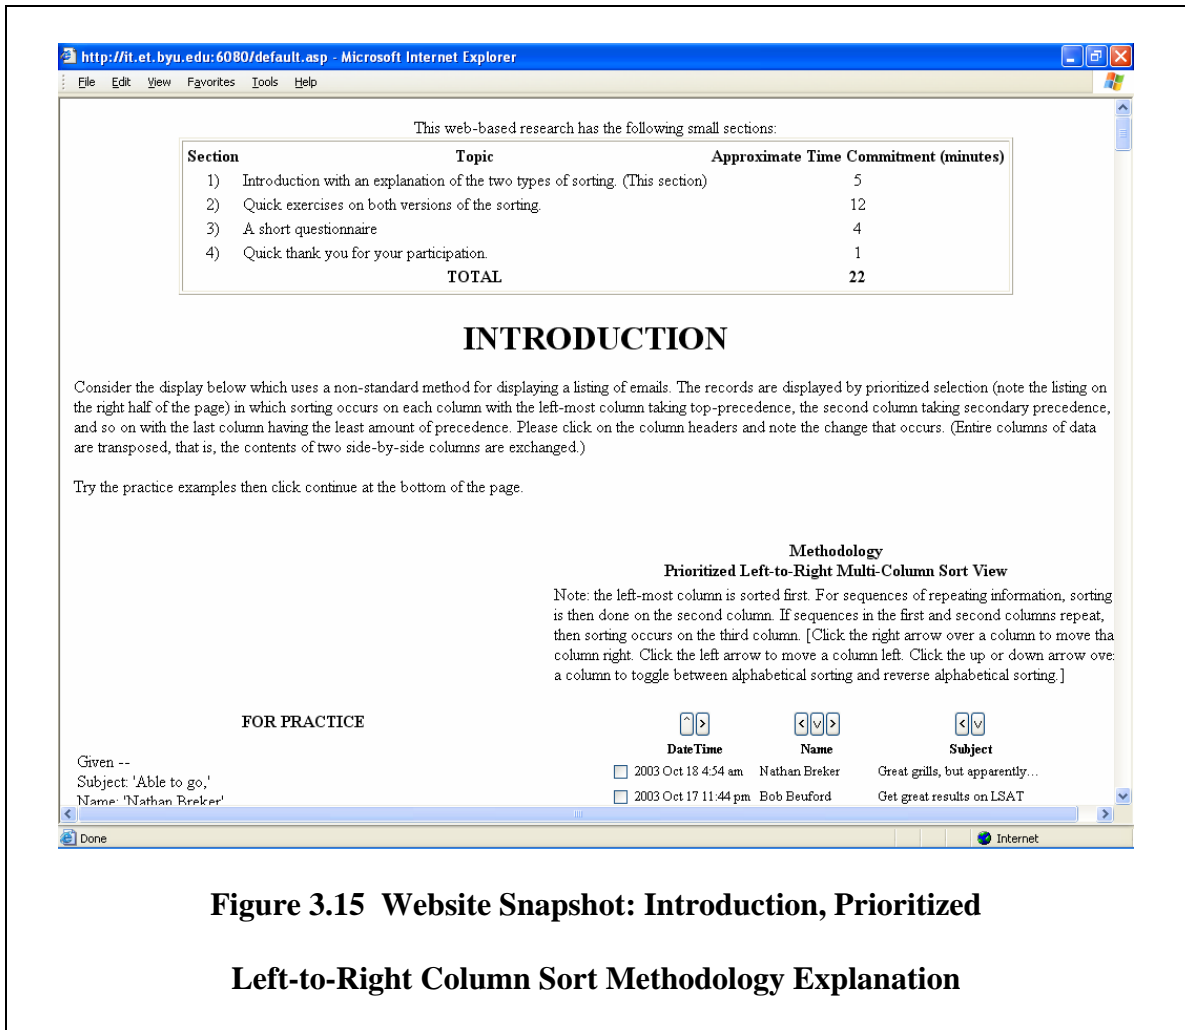 http://it.et.byu.edu:6080/default.asp - Microsoft Internet Explorer
File Edit View Favorites Tools Help
This web-based research has the following small sections:
Section Topic Approximate Time Commitment (minutes)
1) Introduction with an explanation of the two types of sorting. (This section) 5
2) Quick exercises on both versions of the sorting. 12
3) A short questionnaire 4
4) Quick thank you for your participation. 1
TOTAL 22
INTRODUCTION
Consider the display below which uses a non-standard method for displaying a listing of emails. The records are displayed by prioritized selection (note the listing on
the right half of the page) in which sorting occurs on each column with the left-most column taking top-precedence, the second column taking secondary precedence,
and so on with the last column having the least amount of precedence. Please click on the column headers and note the change that occurs. (Entire columns of data
are transposed, that is, the contents of two side-by-side columns are exchanged.)
Try the practice examples then click continue at the bottom of the page.
Methodology
Prioritized Left-to-Right Multi-Column Sort View
Note: the left-most column is sorted first. For sequences of repeating information, sorting
is then done on the second column. If sequences in the first and second columns repeat,
then sorting occurs on the third column. [Click the right arrow over a column to move tha
column right. Click the left arrow to move a column left. Click the up or down arrow ove
a column to toggle between alphabetical sorting and reverse alphabetical sorting.]
FOR PRACTICE
^ > < v > < v
DateTime Name Subject
Given --
2003 Oct 18 4:54 am Nathan Breker Great grills, but apparently...
Subject: 'Able to go,'
2003 Oct 17 11:44 pm Bob Beuford Get great results on LSAT
Name: 'Nathan Breker'
Done Internet
Figure 3.15 Website Snapshot: Introduction, Prioritized
Left-to-Right Column Sort Methodology Explanation